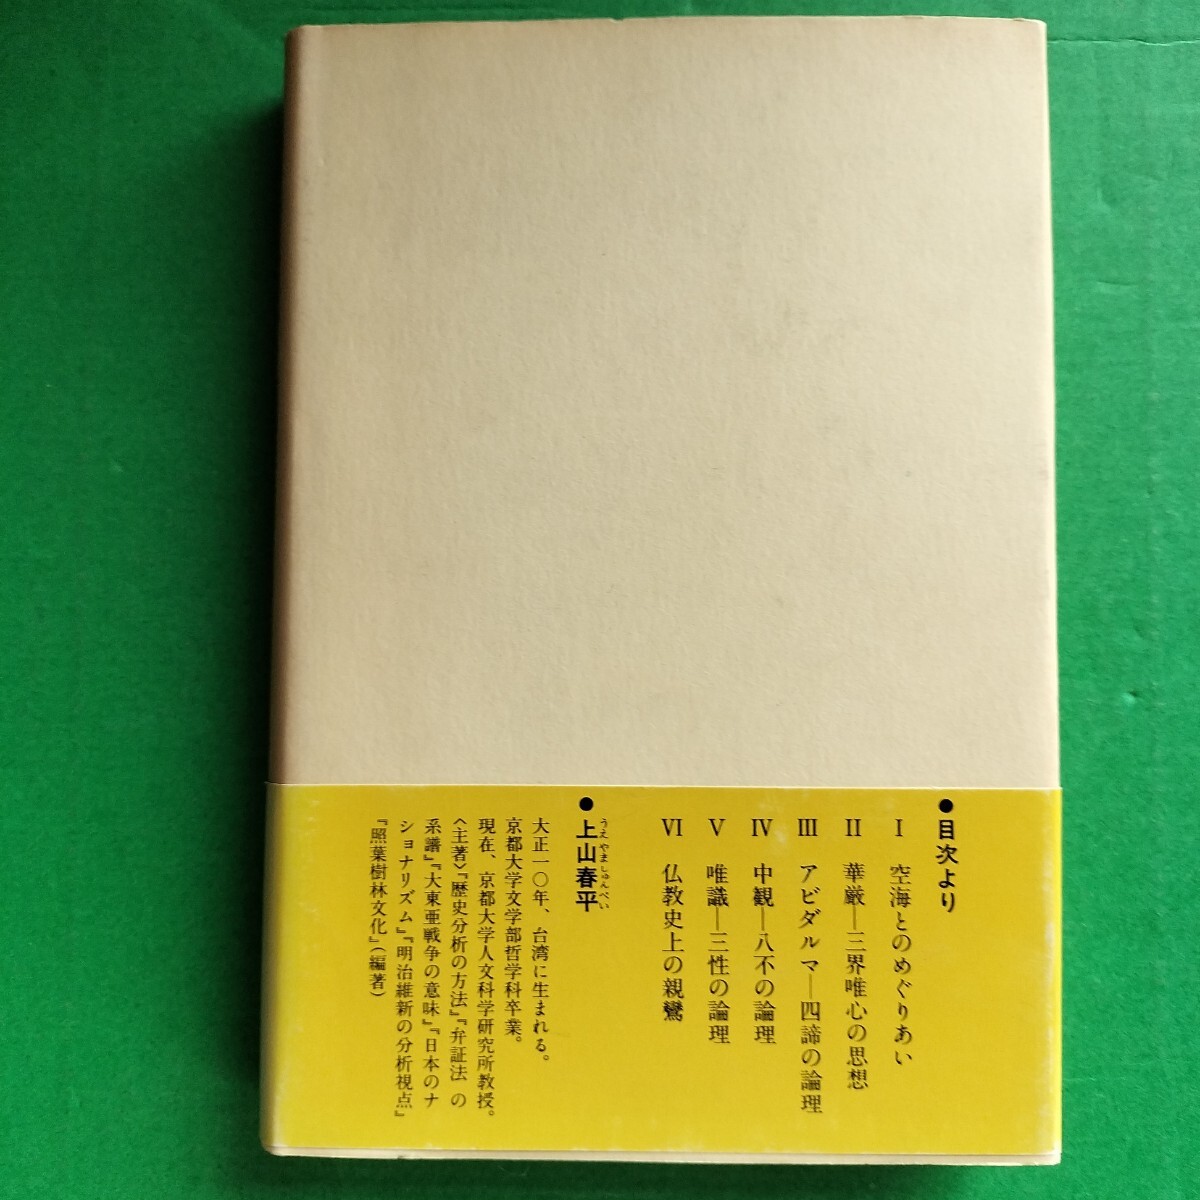 ●目次より
Ⅰ 空海とのめぐりあい
Ⅱ 華厳—三界唯心の思想
Ⅲ アビダルマ—四諦の論理
Ⅳ 中観—八不の論理
Ⅴ 唯識—三性の論理
Ⅵ 仏教史上の親鸞
うえやましゅんぺい
●上山春平
大正一〇年、台湾に生まれる。
京都大学文学部哲学科卒業。
現在、京都大学人文科学研究所教授。
〈主著〉『歴史分析の方法』『弁証法の
系譜』『大東亜戦争の意味』『日本のナ
ショナリズム』『明治維新の分析視点』
『照葉樹林文化』（編著）